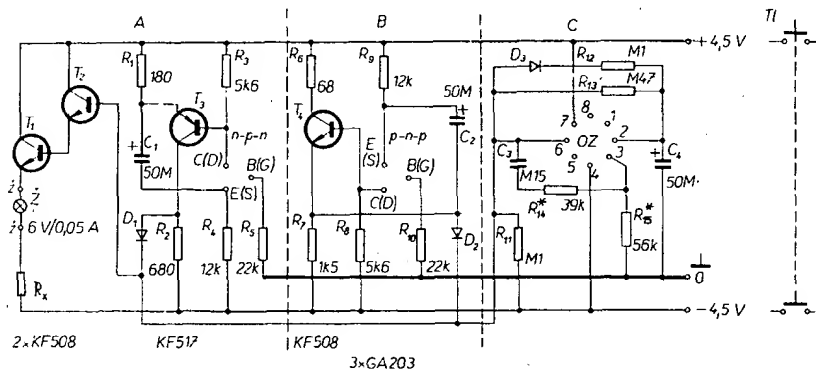 A B C Tl
+ 4,5 V
R₁ 180
R₃ 5k6
R₆ 68
R₉ 12k
D₃ R₁₂ M1
R₁₃ M47
T₂ T₃ T₄ T₁
n-p-n p-n-p
50M C₂
C₁ 50M
C(D) B(G) E(S)
E (S) B(G) C(D)
7 8 1 2 3 4 5 6 OZ
C₃ M15
R₁₄* 39k
C₄ 50M
R₁₅* 56k
ž Ž ž 6 V/0,05 A
D₁ R₂ 680
R₄ 12k
R₅ 22k
R₇ 1k5
R₈ 5k6
R₁₀ 22k
D₂
R₁₁ M1
0
Rₓ
− 4,5V
2×KF508 KF517 KF508
3×GA203